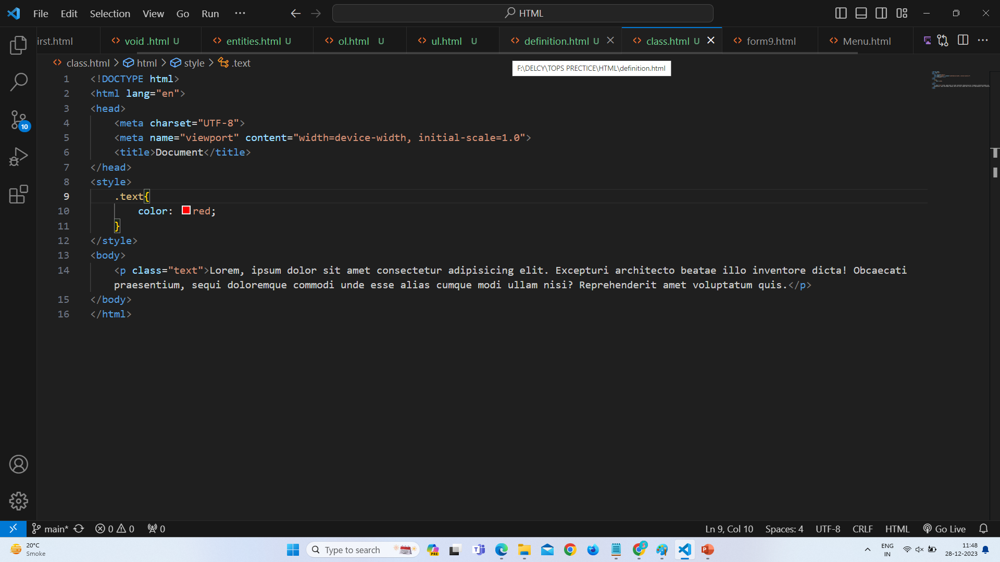 File Edit Selection View Go Run ··· HTML
irst.html void .html U entities.html U ol.html U ul.html U definition.html U class.html U form9.html Menu.html
class.html > html > style > .text
F:\DELCY\TOPS PRECTICE\HTML\definition.html
1 <!DOCTYPE html>
2 <html lang="en">
3 <head>
4 <meta charset="UTF-8">
5 <meta name="viewport" content="width=device-width, initial-scale=1.0">
6 <title>Document</title>
7 </head>
8 <style>
9 .text{
10 color: red;
11 }
12 </style>
13 <body>
14 <p class="text">Lorem, ipsum dolor sit amet consectetur adipisicing elit. Excepturi architecto beatae illo inventore dicta! Obcaecati
praesentium, sequi doloremque commodi unde esse alias cumque modi ullam nisi? Reprehenderit amet voluptatum quis.</p>
15 </body>
16 </html>
10
main* 0 0 0 Ln 9, Col 10 Spaces: 4 UTF-8 CRLF HTML Go Live
20°C
Smoke
Type to search
PRE
3
ENG
IN
11:48
28-12-2023